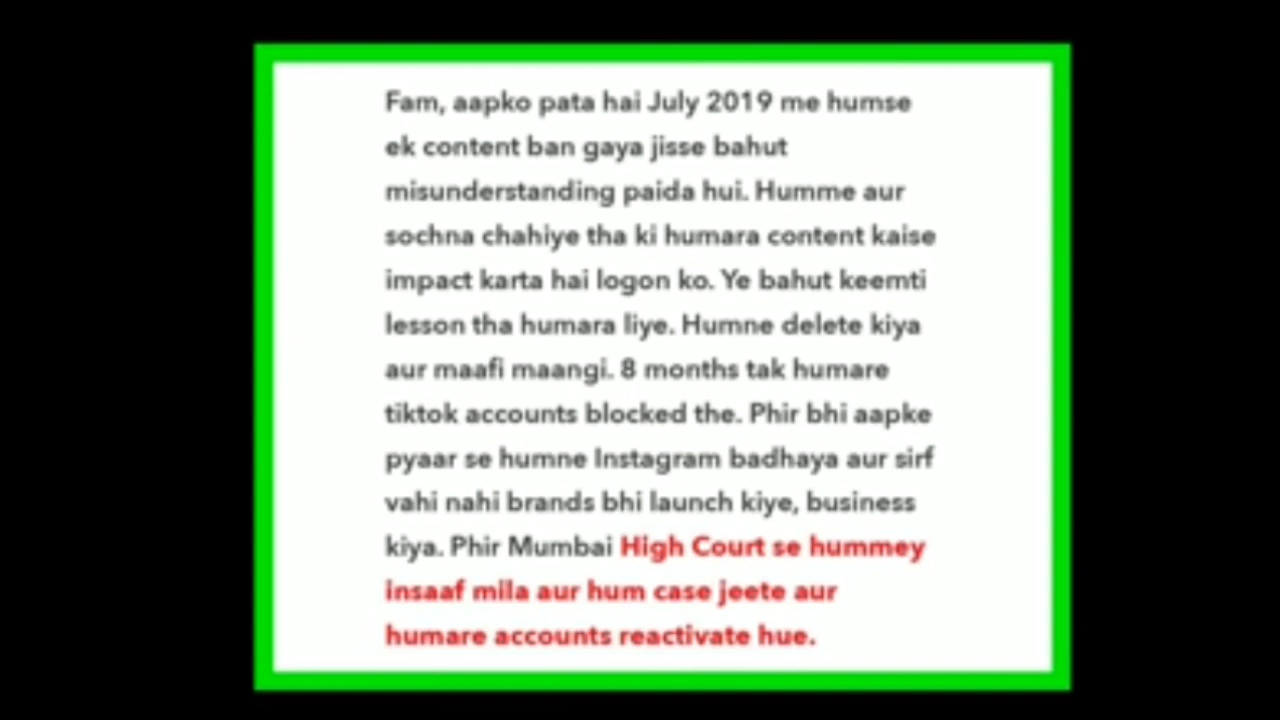 Fam, aapko pata hai July 2019 me humse
ek content ban gaya jisse bahut
misunderstanding paida hui. Humme aur
sochna chahiye tha ki humara content kaise
impact karta hai logon ko. Ye bahut keemti
lesson tha humara liye. Humne delete kiya
aur maafi maangi. 8 months tak humare
tiktok accounts blocked the. Phir bhi aapke
pyaar se humne Instagram badhaya aur sirf
vahi nahi brands bhi launch kiye, business
kiya. Phir Mumbai High Court se hummey
insaaf mila aur hum case jeete aur
humare accounts reactivate hue.